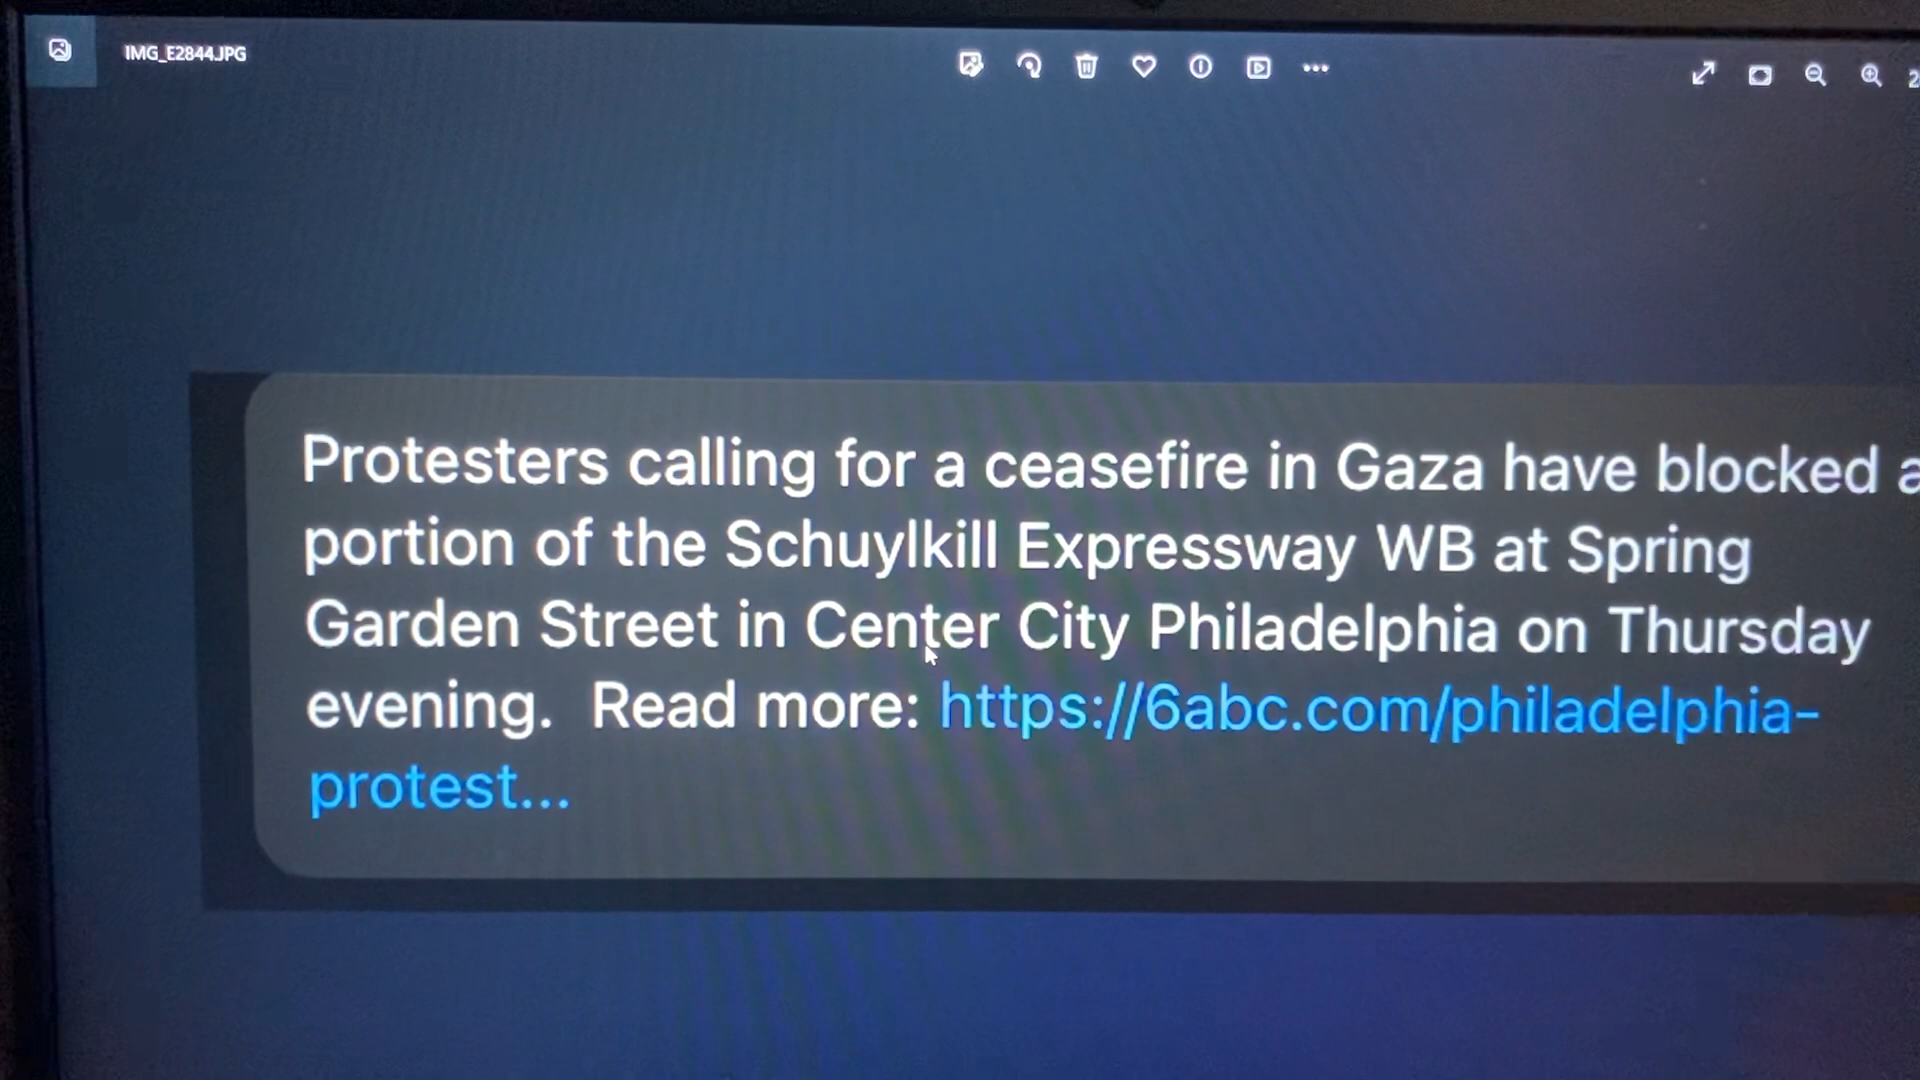 IMG_E2844.JPG
Protesters calling for a ceasefire in Gaza have blocked a
portion of the Schuylkill Expressway WB at Spring
Garden Street in Center City Philadelphia on Thursday
evening.  Read more: https://6abc.com/philadelphia-
protest...